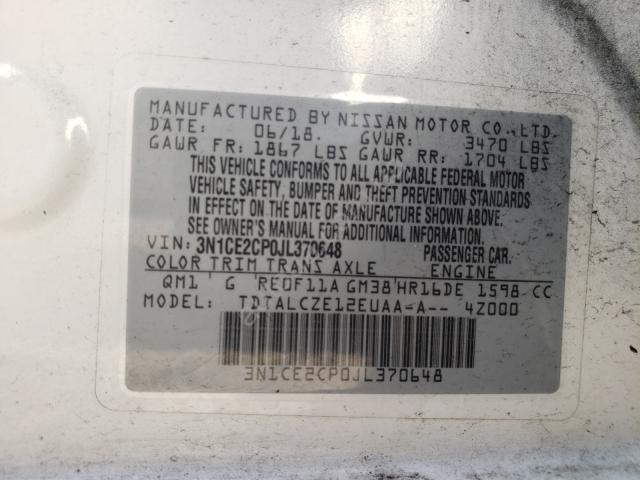 MANUFACTURED BY NISSAN MOTOR CO., LTD.
DATE: 06/18. GVWR: 3470 LBS
GAWR FR: 1867 LBS GAWR RR: 1704 LBS
THIS VEHICLE CONFORMS TO ALL APPLICABLE FEDERAL MOTOR
VEHICLE SAFETY, BUMPER AND THEFT PREVENTION STANDARDS
IN EFFECT ON THE DATE OF MANUFACTURE SHOWN ABOVE.
SEE OWNER'S MANUAL FOR ADDITIONAL INFORMATION.
VIN: 3N1CE2CP0JL370648 PASSENGER CAR.
COLOR TRIM TRANS AXLE ENGINE
QM1 G RE0F11A GM38 HR16DE 1598 CC
MODEL: TDTALCZE12EUAA-A-- 4Z000
3N1CE2CP0JL370648